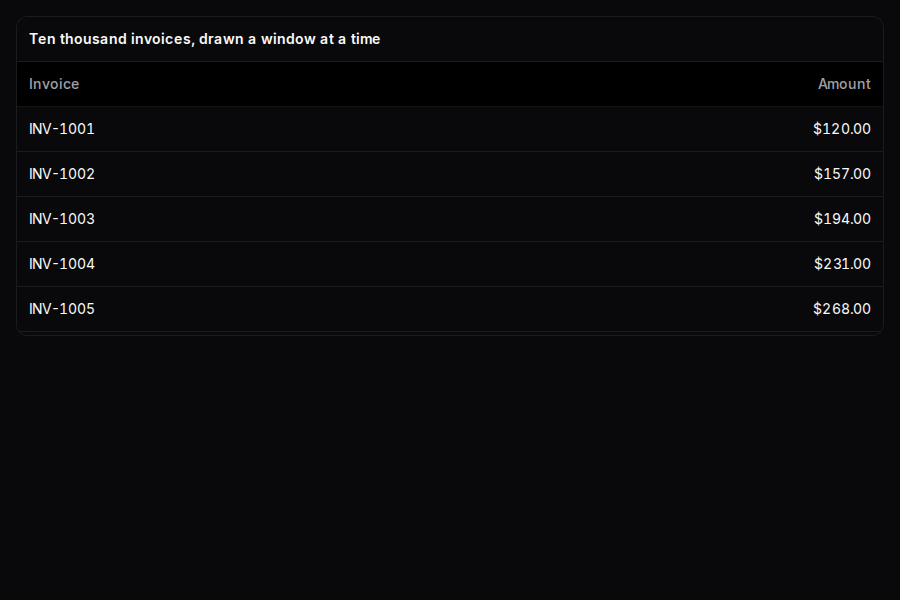 Ten thousand invoices, drawn a window at a time
Invoice Amount
INV-1001 $120.00
INV-1002 $157.00
INV-1003 $194.00
INV-1004 $231.00
INV-1005 $268.00